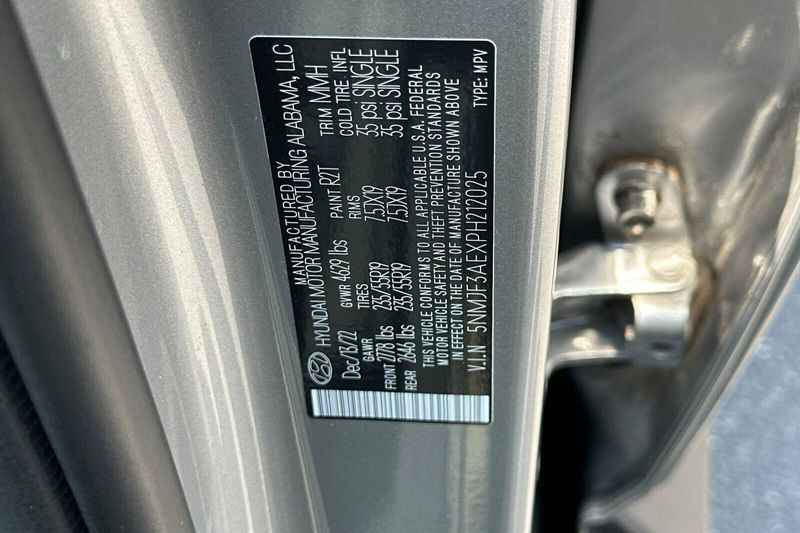 MANUFACTURED BY
HYUNDAI MOTOR MANUFACTURING ALABAMA, LLC
Dec/13/22 GVWR 4629 lbs PAINT R2T TRIM MMH
GAWR TIRES RIMS COLD TIRE INFL
FRONT 2778 lbs 235/55R19 7.5JX19 35 psi SINGLE
REAR 2646 lbs 235/55R19 7.5JX19 35 psi SINGLE
THIS VEHICLE CONFORMS TO ALL APPLICABLE U.S.A. FEDERAL
MOTOR VEHICLE SAFETY AND THEFT PREVENTION STANDARDS
IN EFFECT ON THE DATE OF MANUFACTURE SHOWN ABOVE
V.I.N 5NMJF3AEXPH212025 TYPE: MPV